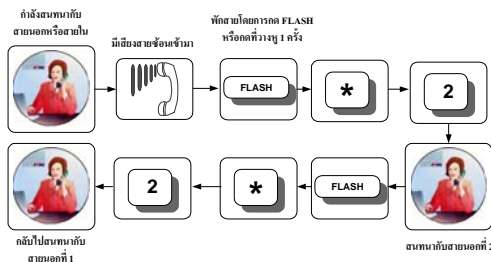 กำลังสนทนากับ
สายนอกหรือสายใน
มีเสียงสายซ้อนเข้ามา
พักสายโดยการกด FLASH
หรือกดที่วางหู 1 ครั้ง
FLASH
*
2
2
*
FLASH
กลับไปสนทนากับ
สายนอกที่ 1
สนทนากับสายนอกที่ 2